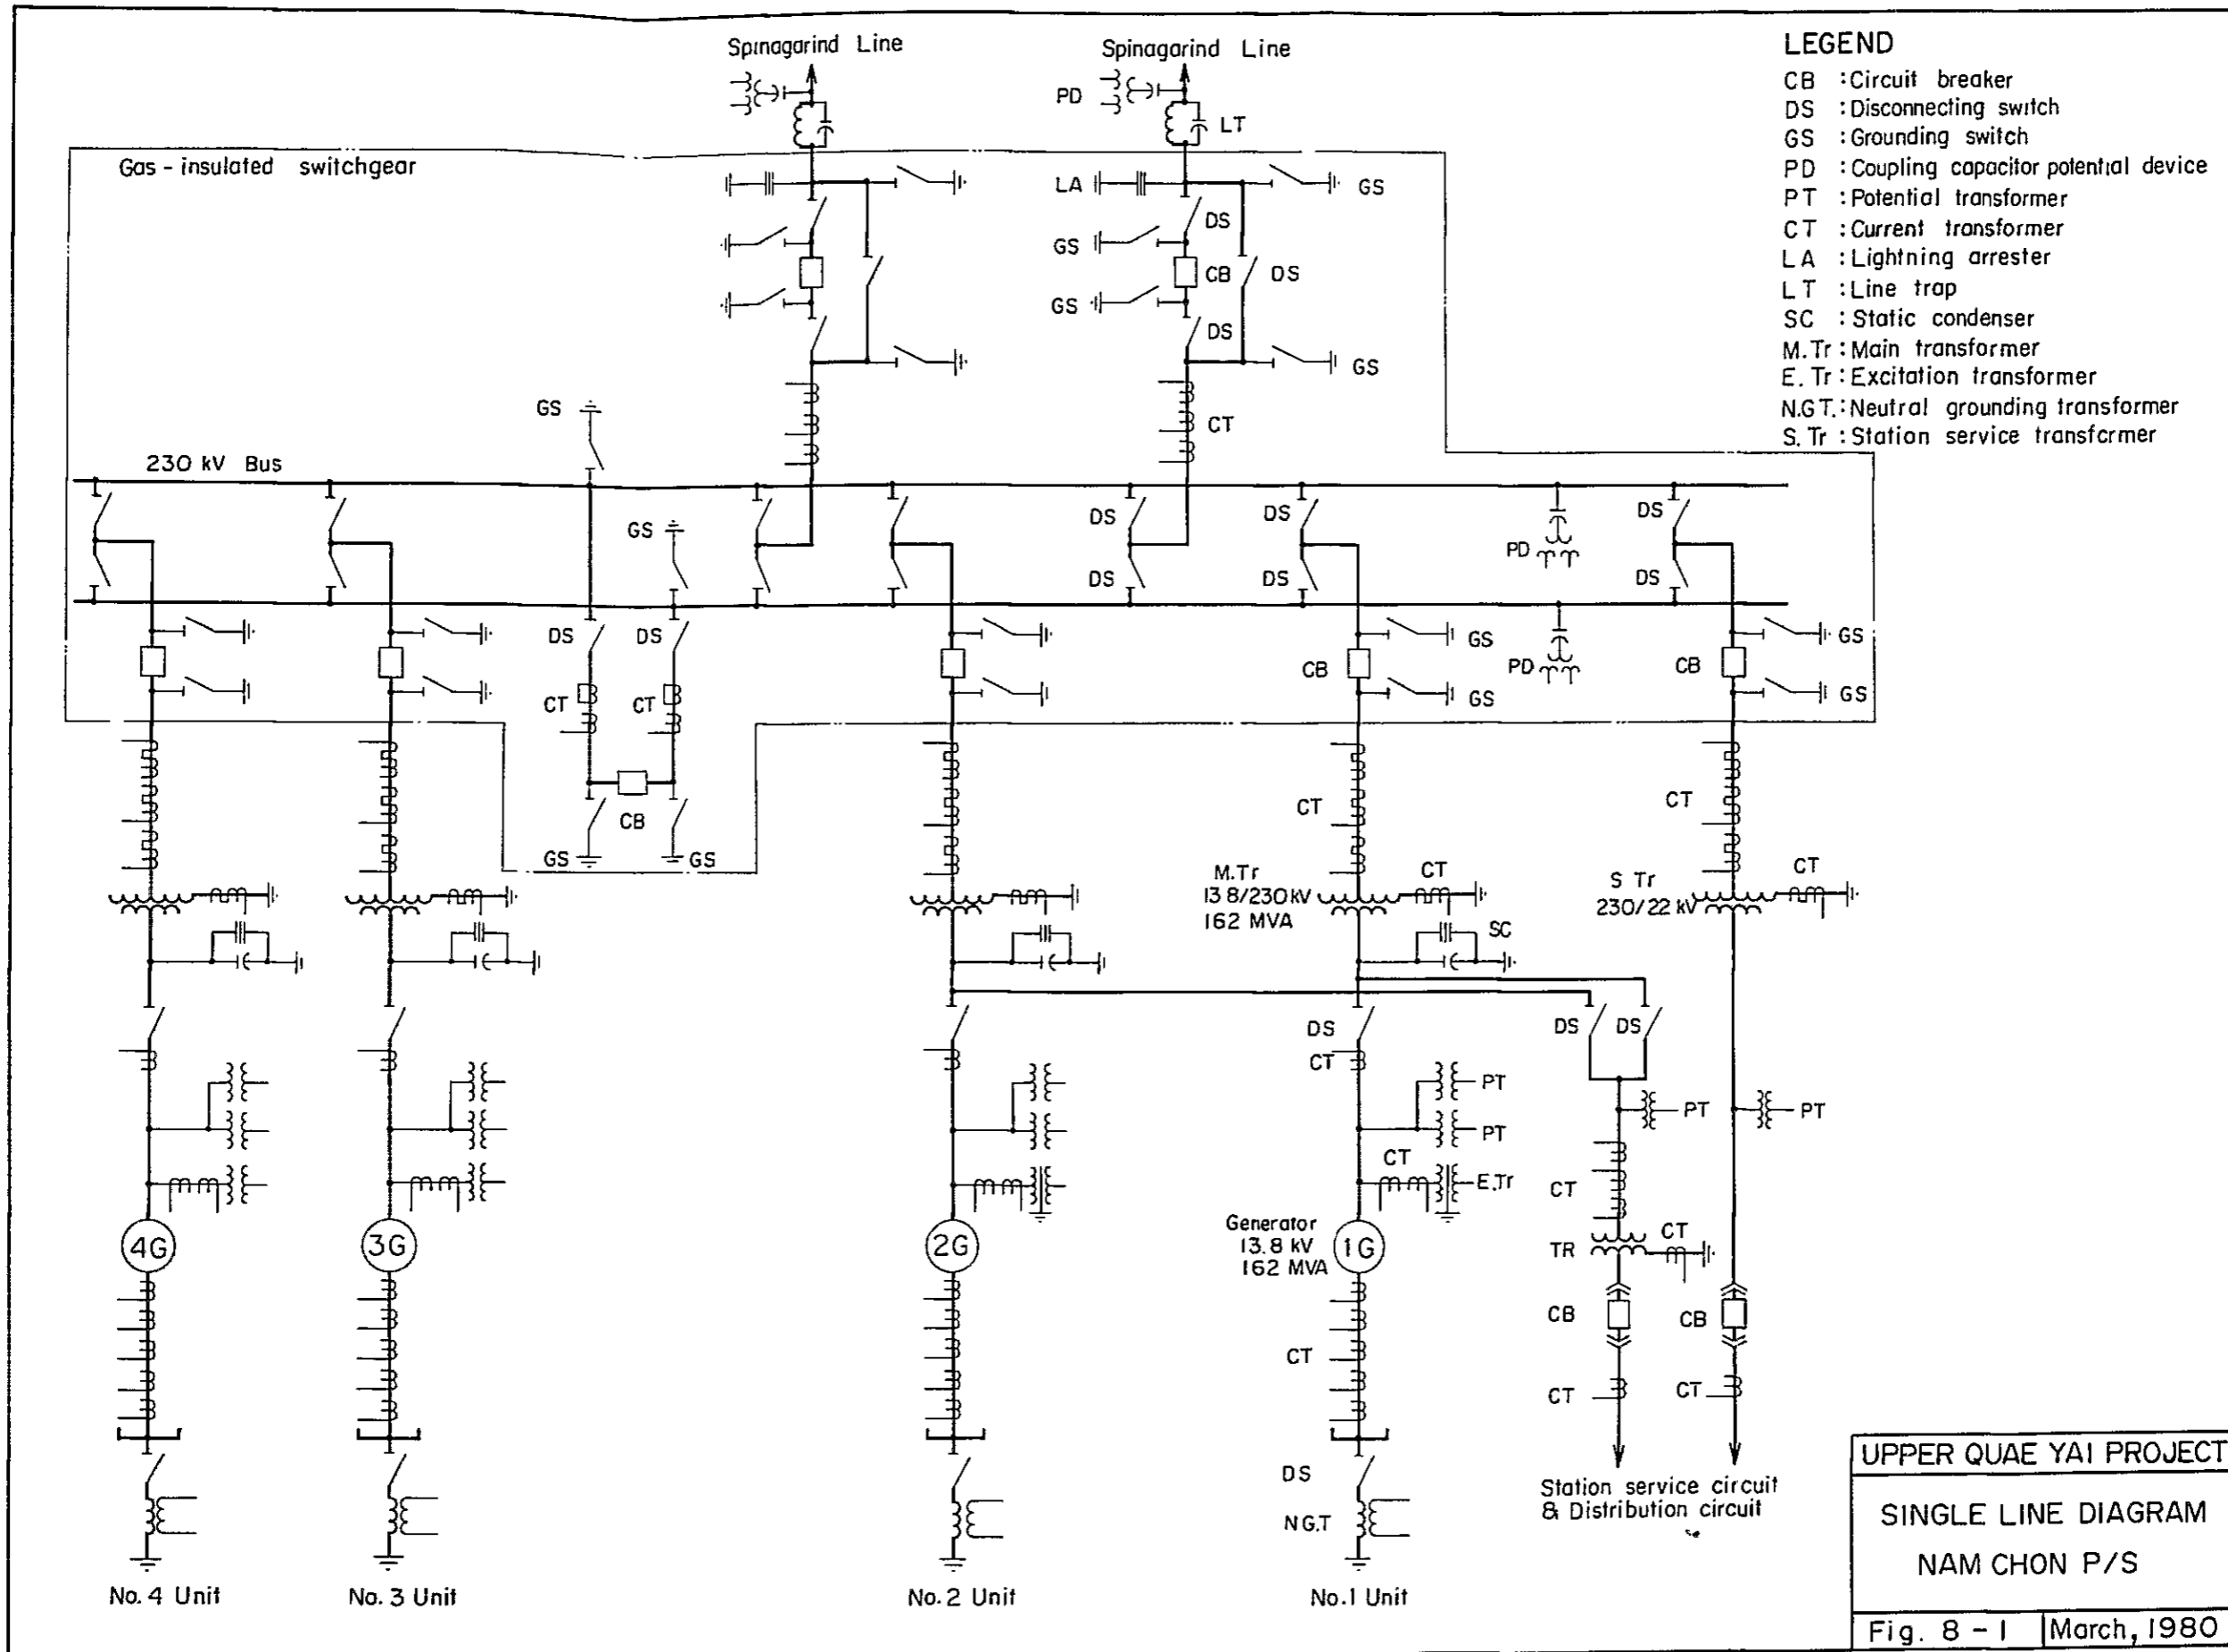 Spinagarind Line
Spinagarind Line
PD
LT
Gas-insulated switchgear
LA
GS
DS
GS
CB
DS
GS
DS
GS
GS
CT
230 kV Bus
DS
DS
GS
DS
PD
DS
DS
DS
DS
DS
GS
GS
CB
CB
PD
CT
CT
GS
GS
CB
CT
CT
GS
GS
M.Tr
CT
S Tr
CT
13 8/230kV
230/22 kV
162 MVA
SC
DS
DS
DS
CT
PT
PT
PT
PT
CT
E.Tr
CT
Generator
13.8 kV
162 MVA
4G
3G
2G
1G
TR
CT
CB
CB
CT
CT
CT
DS
N G.T
Station service circuit
& Distribution circuit
No. 4 Unit
No. 3 Unit
No. 2 Unit
No. 1 Unit
LEGEND
CB : Circuit breaker
DS : Disconnecting switch
GS : Grounding switch
PD : Coupling capacitor potential device
PT : Potential transformer
CT : Current transformer
LA : Lightning arrester
LT : Line trap
SC : Static condenser
M.Tr : Main transformer
E. Tr : Excitation transformer
N.G T. : Neutral grounding transformer
S. Tr : Station service transfcrmer
UPPER QUAE YAI PROJECT
SINGLE LINE DIAGRAM
NAM CHON P/S
Fig. 8 - 1
March, 1980